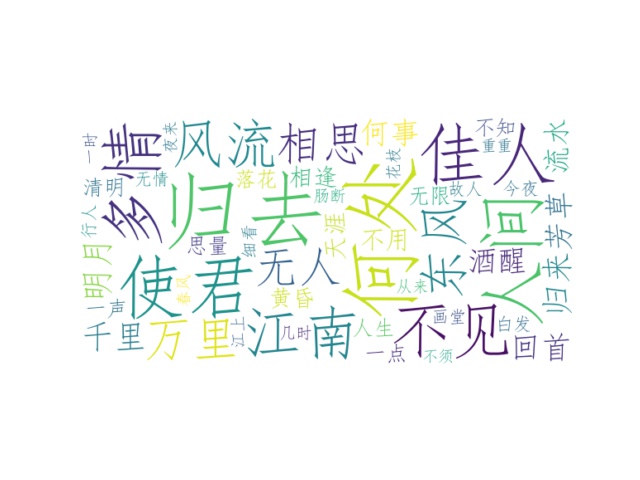 一时
夜来
多情
风流
相思
何事
佳人
不知
重重
流水
清明
无情
落花
相逢
花枝
归去
肠断
何处
无限
故人
今夜
行人
思量
细看
天涯
不用
东风
人间
芳草
明月
使君
春风
无人
从来
酒醒
归来
一声
黄昏
千里
万里
江上
江南
几时
人生
一点
画堂
不须
不见
白发
回首